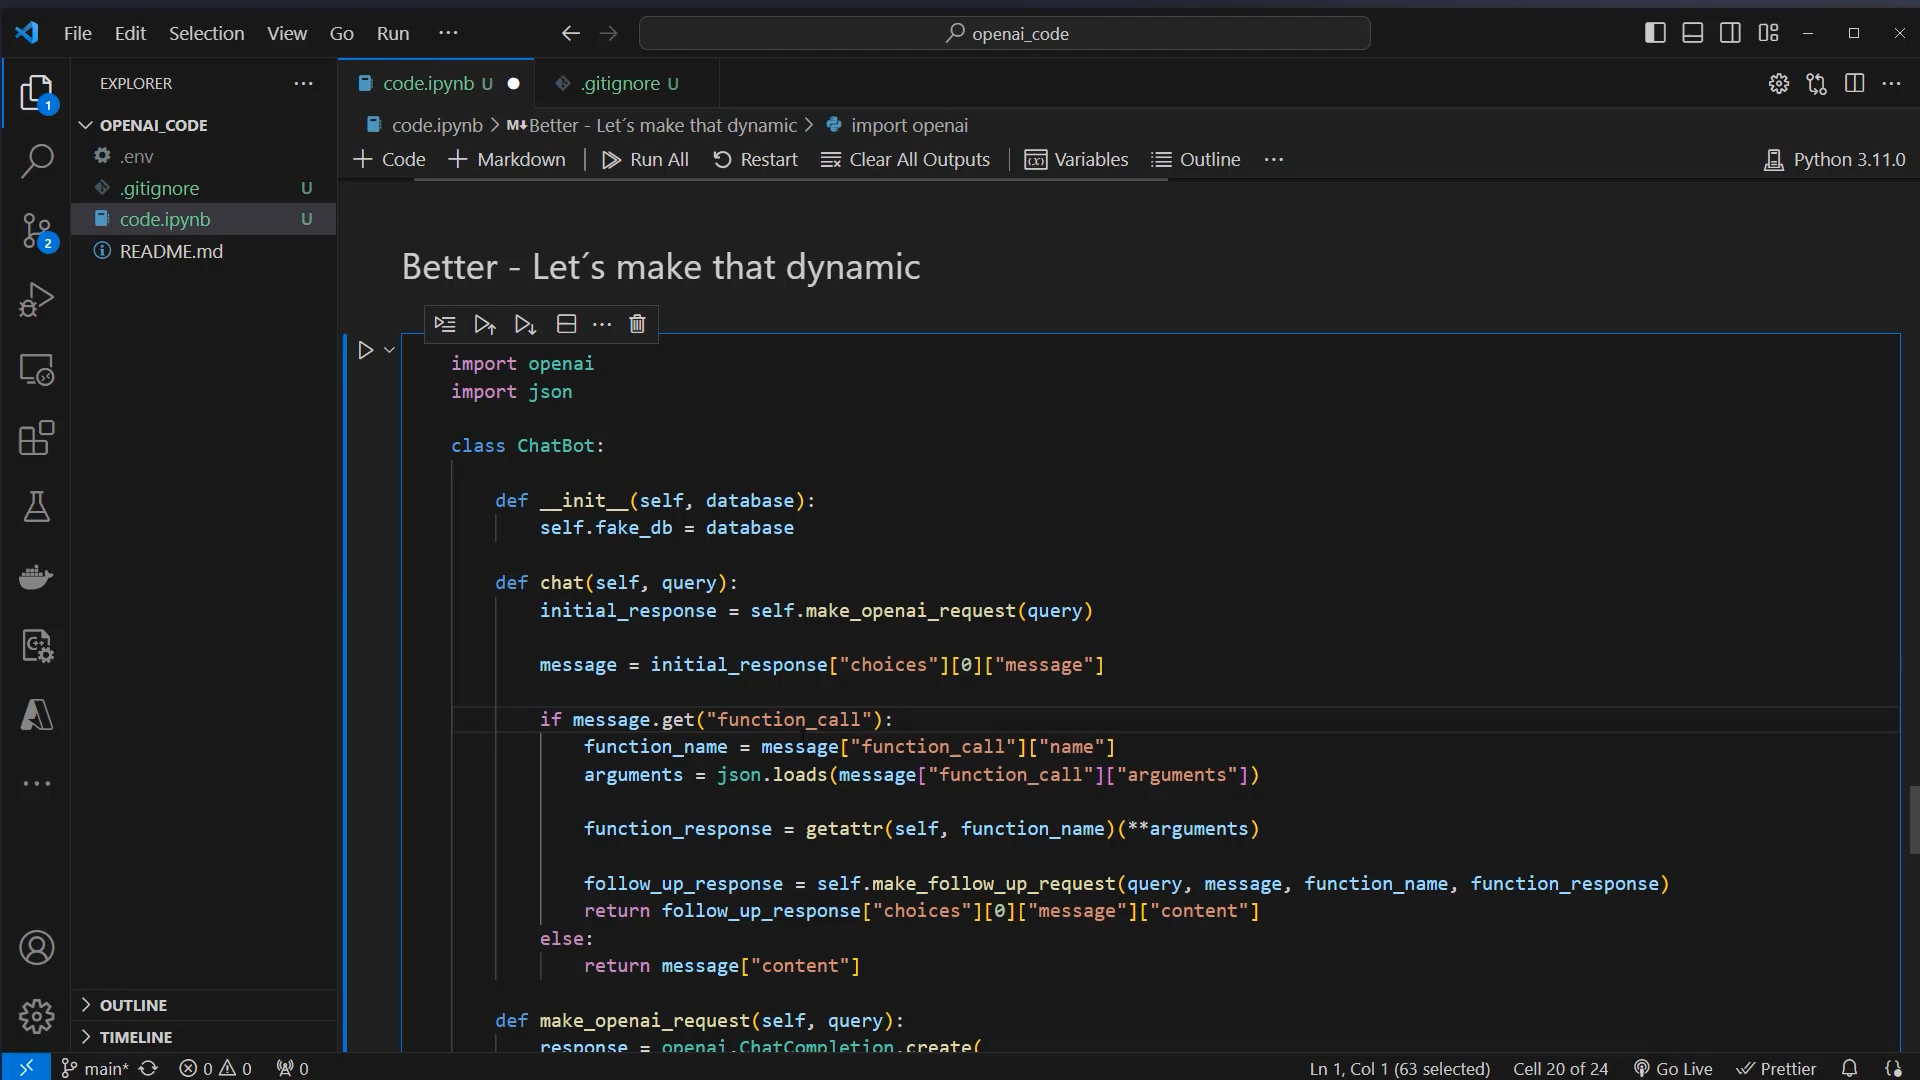 File Edit Selection View Go Run ···
openai_code
EXPLORER
OPENAI_CODE
.env
.gitignore U
code.ipynb U
README.md
OUTLINE
TIMELINE
1
2
code.ipynb U
.gitignore U
code.ipynb > M↓Better - Let´s make that dynamic > import openai
+ Code + Markdown Run All Restart Clear All Outputs Variables Outline ···
Python 3.11.0
Better - Let´s make that dynamic
import openai
import json
class ChatBot:
def __init__(self, database):
self.fake_db = database
def chat(self, query):
initial_response = self.make_openai_request(query)
message = initial_response["choices"][0]["message"]
if message.get("function_call"):
function_name = message["function_call"]["name"]
arguments = json.loads(message["function_call"]["arguments"])
function_response = getattr(self, function_name)(**arguments)
follow_up_response = self.make_follow_up_request(query, message, function_name, function_response)
return follow_up_response["choices"][0]["message"]["content"]
else:
return message["content"]
def make_openai_request(self, query):
response = openai.ChatCompletion.create(
main* 0 0 0
Ln 1, Col 1 (63 selected) Cell 20 of 24 Go Live Prettier